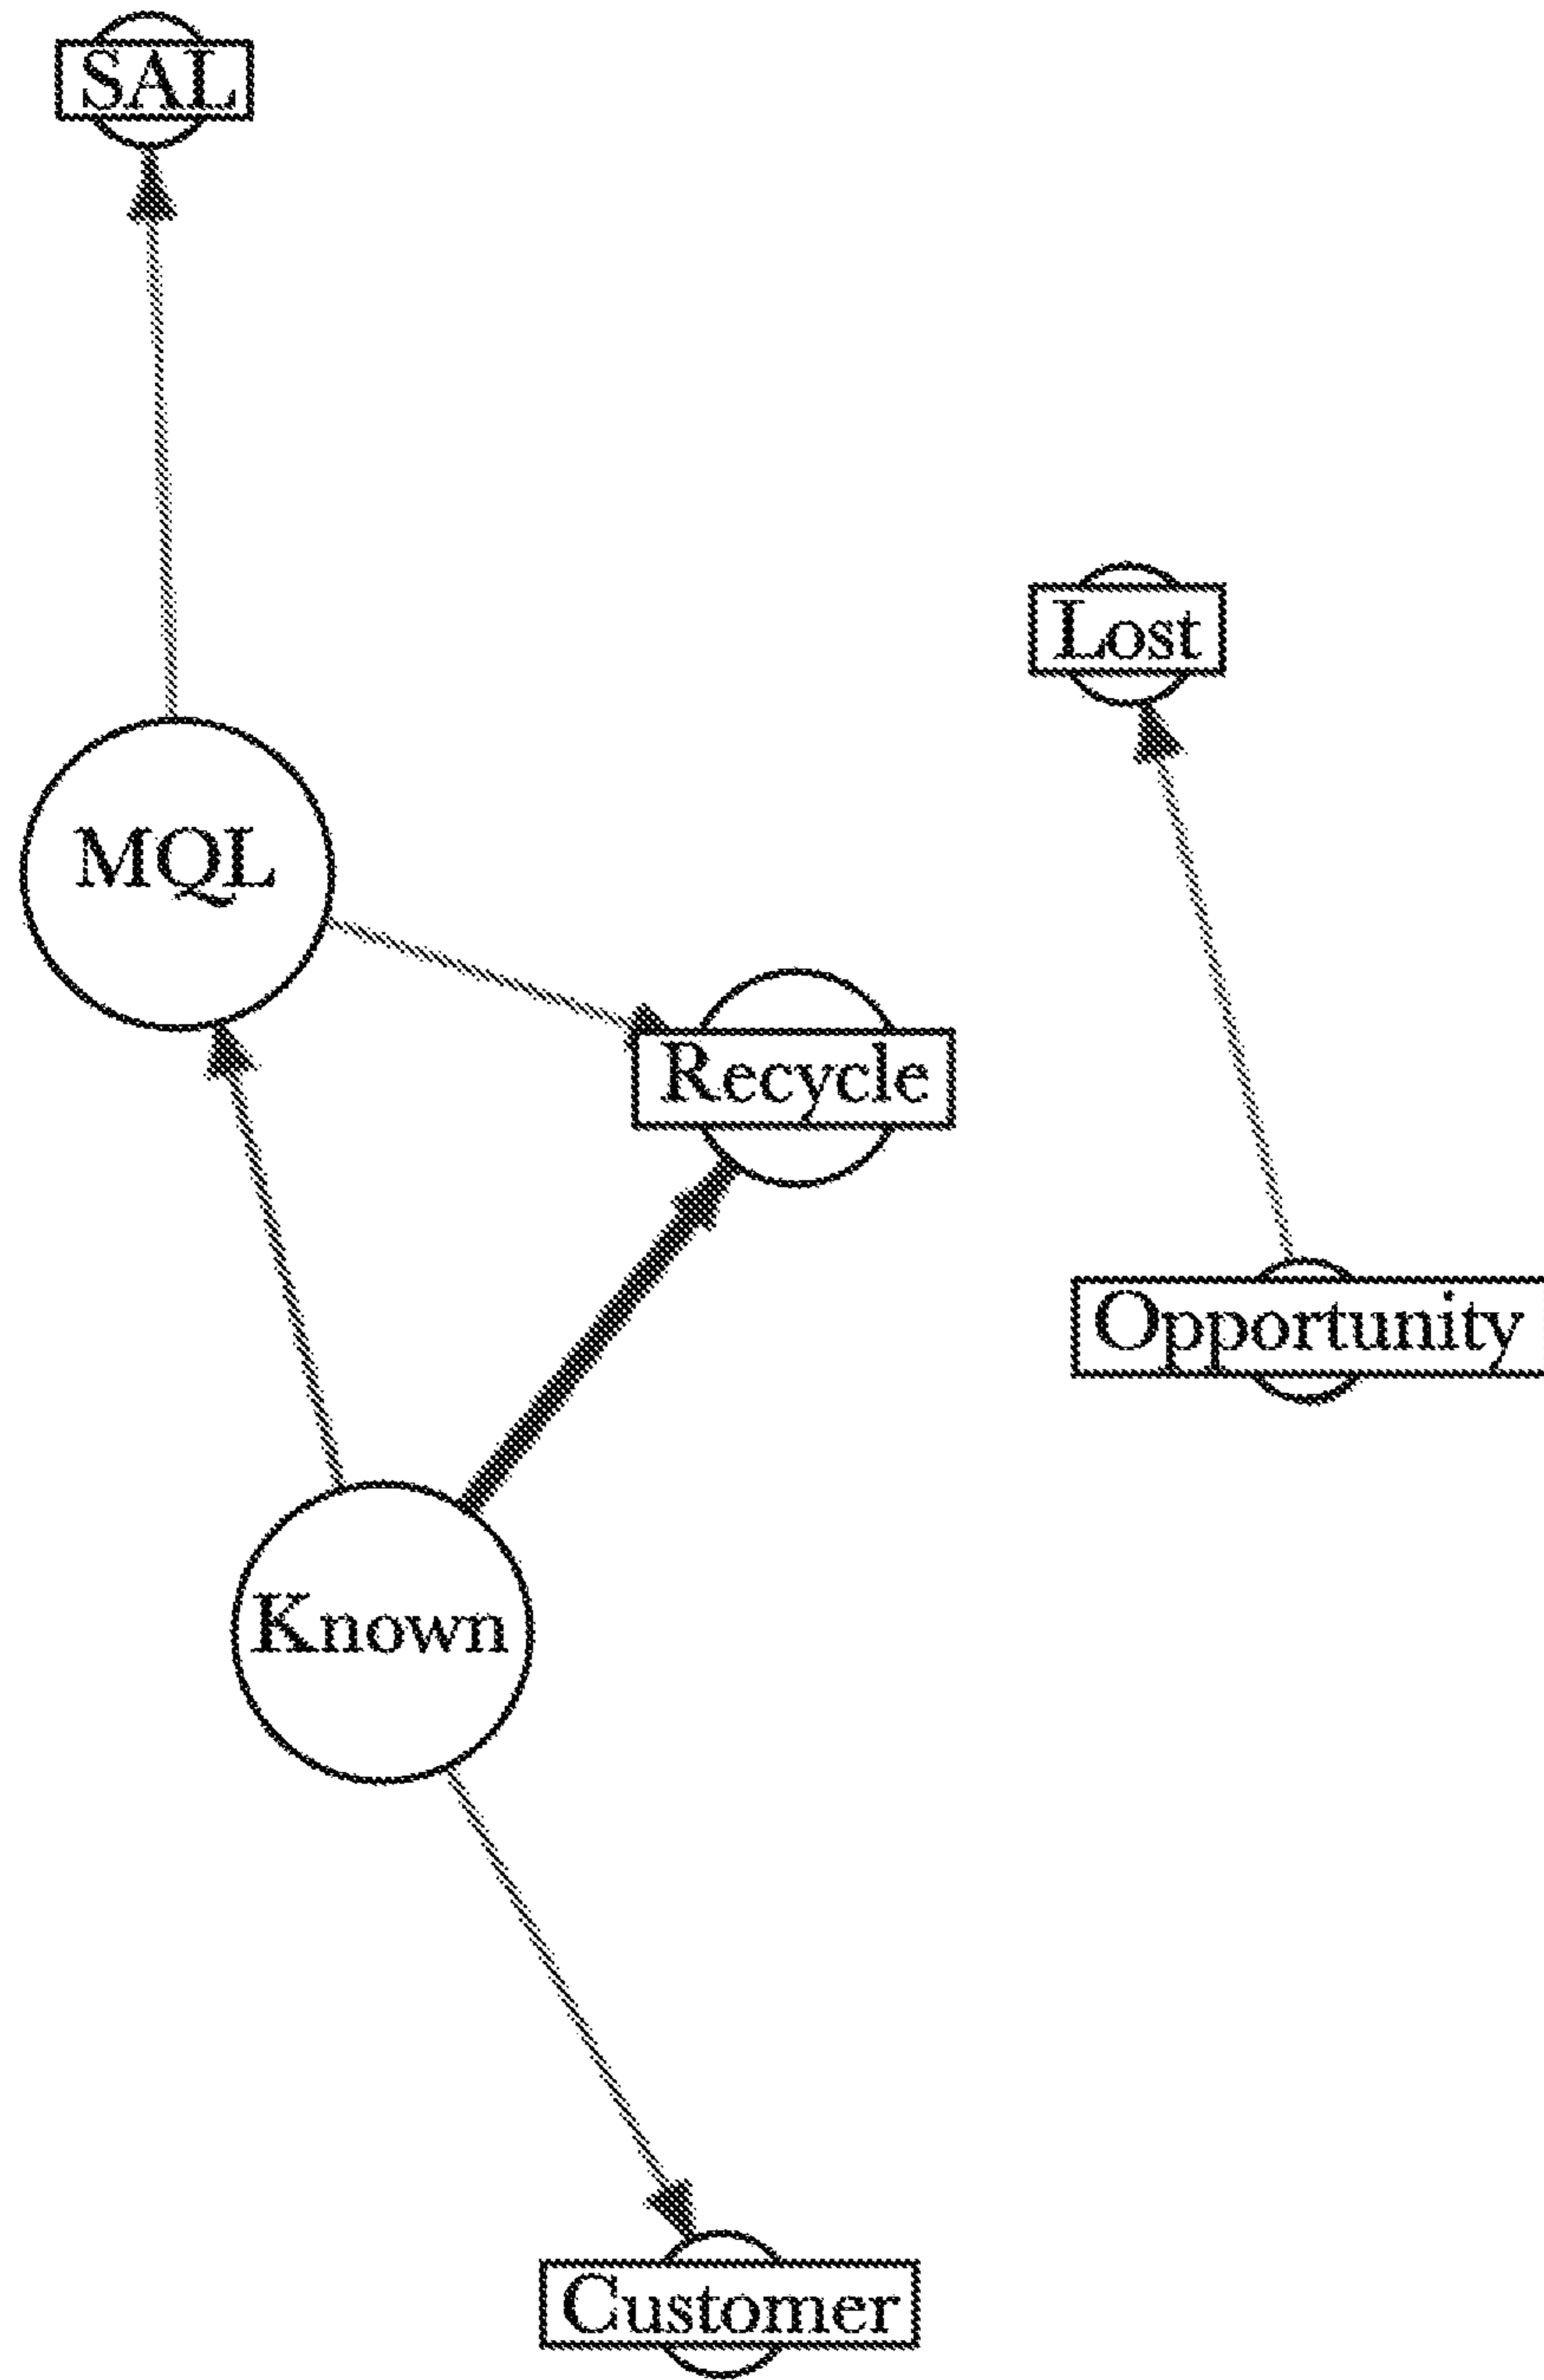 SAL
Lost
MQL
Recycle
Opportunity
Known
Customer